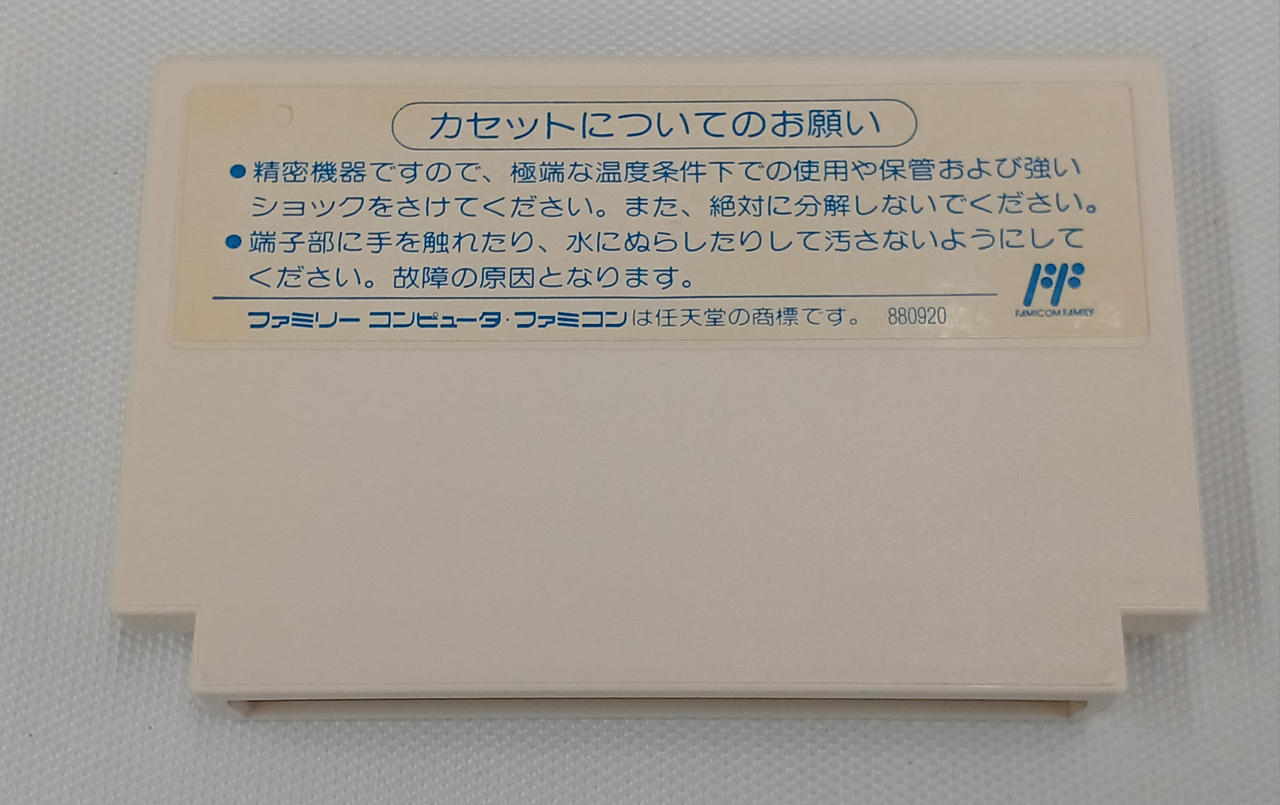 カセットについてのお願い
●精密機器ですので、極端な温度条件下での使用や保管および強い
ショックをさけてください。また、絶対に分解しないでください。
●端子部に手を触れたり、水にぬらしたりして汚さないようにして
ください。故障の原因となります。
FAMICOM FAMILY
ファミリー コンピュータ・ファミコンは任天堂の商標です。 880920